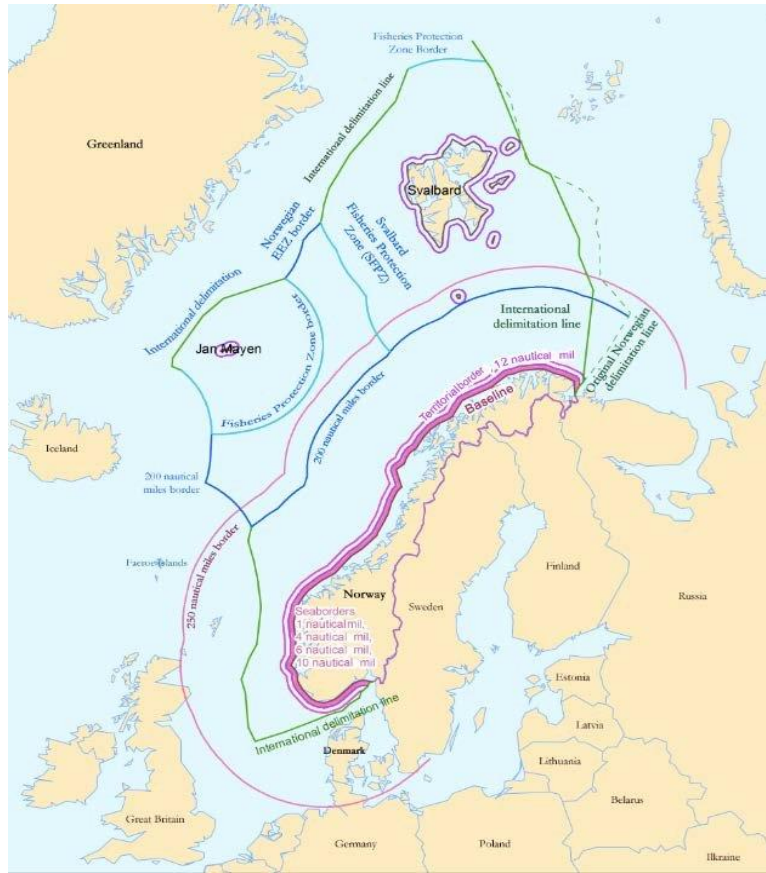 Fisheries Protection
Zone Border
Internatioanl delimitation line
Greenland
Svalbard
Norwegian
EEZ border
Svalbard
Fisheries Protection
Zone (SFPZ)
International delimitation
Jan Mayen
Fisheries Protection Zone border
International
delimitation line
Original Norwegian
delimitation line
Territorialborder
12 nautical mil
Baseline
200 nautical miles border
Iceland
200 nautical
miles border
250 nautical miles border
Faeroe Islands
Norway
Sweden
Finland
Russia
Seaborders
1 nautical mil,
4 nautical mil,
6 nautical mil,
10 nautical mil
International delimitation line
Estonia
Latvia
Lithuania
Denmark
Belarus
Great Britain
Germany
Poland
Ukraine